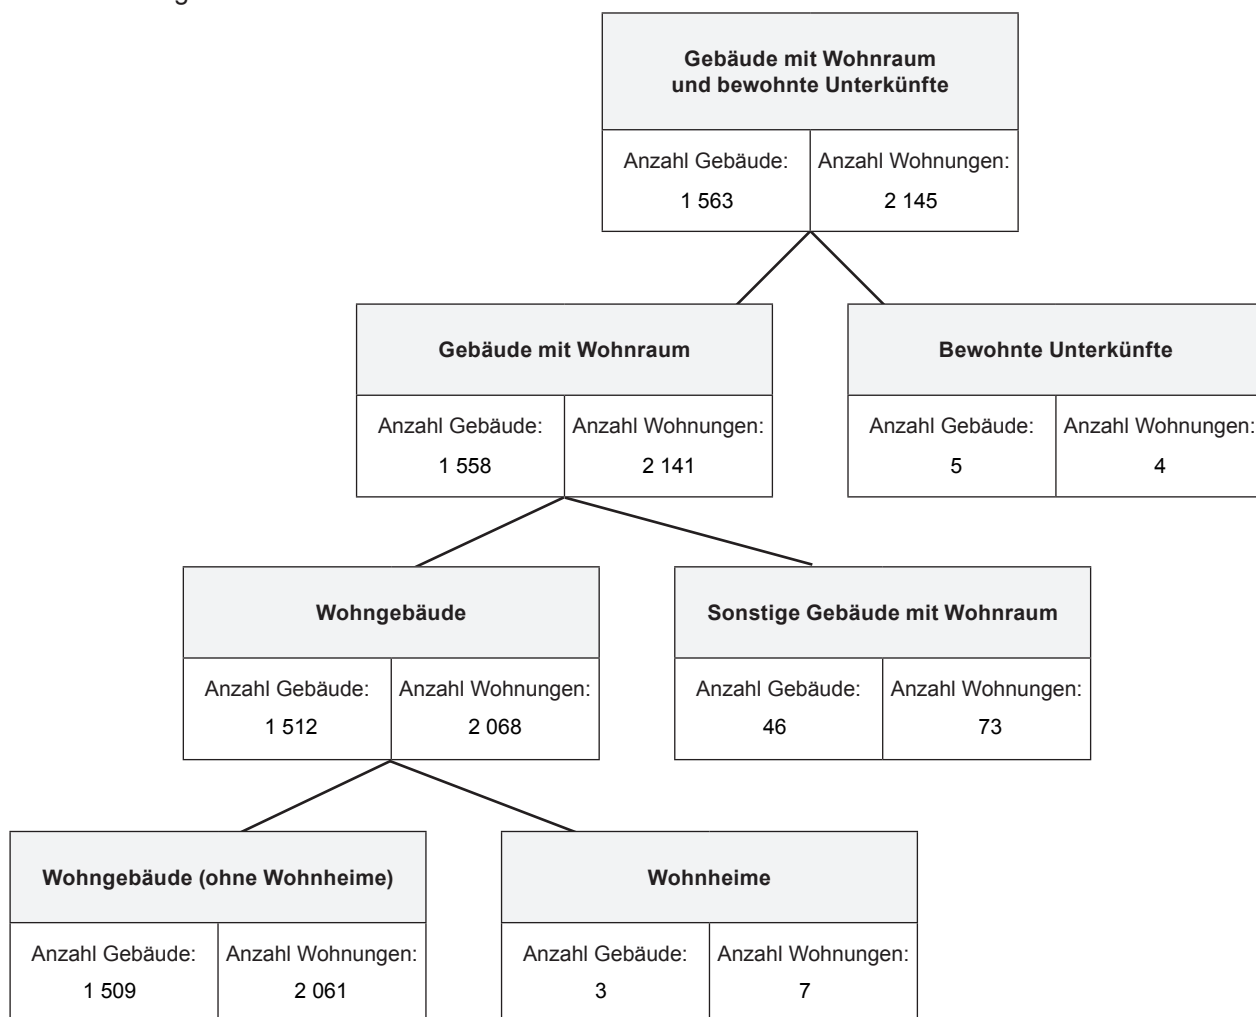 Gebäude mit Wohnraum
und bewohnte Unterkünfte
Anzahl Gebäude:
Anzahl Wohnungen:
1 563
2 145
Gebäude mit Wohnraum
Anzahl Gebäude:
Anzahl Wohnungen:
1 558
2 141
Bewohnte Unterkünfte
Anzahl Gebäude:
Anzahl Wohnungen:
5
4
Wohngebäude
Anzahl Gebäude:
Anzahl Wohnungen:
1 512
2 068
Sonstige Gebäude mit Wohnraum
Anzahl Gebäude:
Anzahl Wohnungen:
46
73
Wohngebäude (ohne Wohnheime)
Anzahl Gebäude:
Anzahl Wohnungen:
1 509
2 061
Wohnheime
Anzahl Gebäude:
Anzahl Wohnungen:
3
7